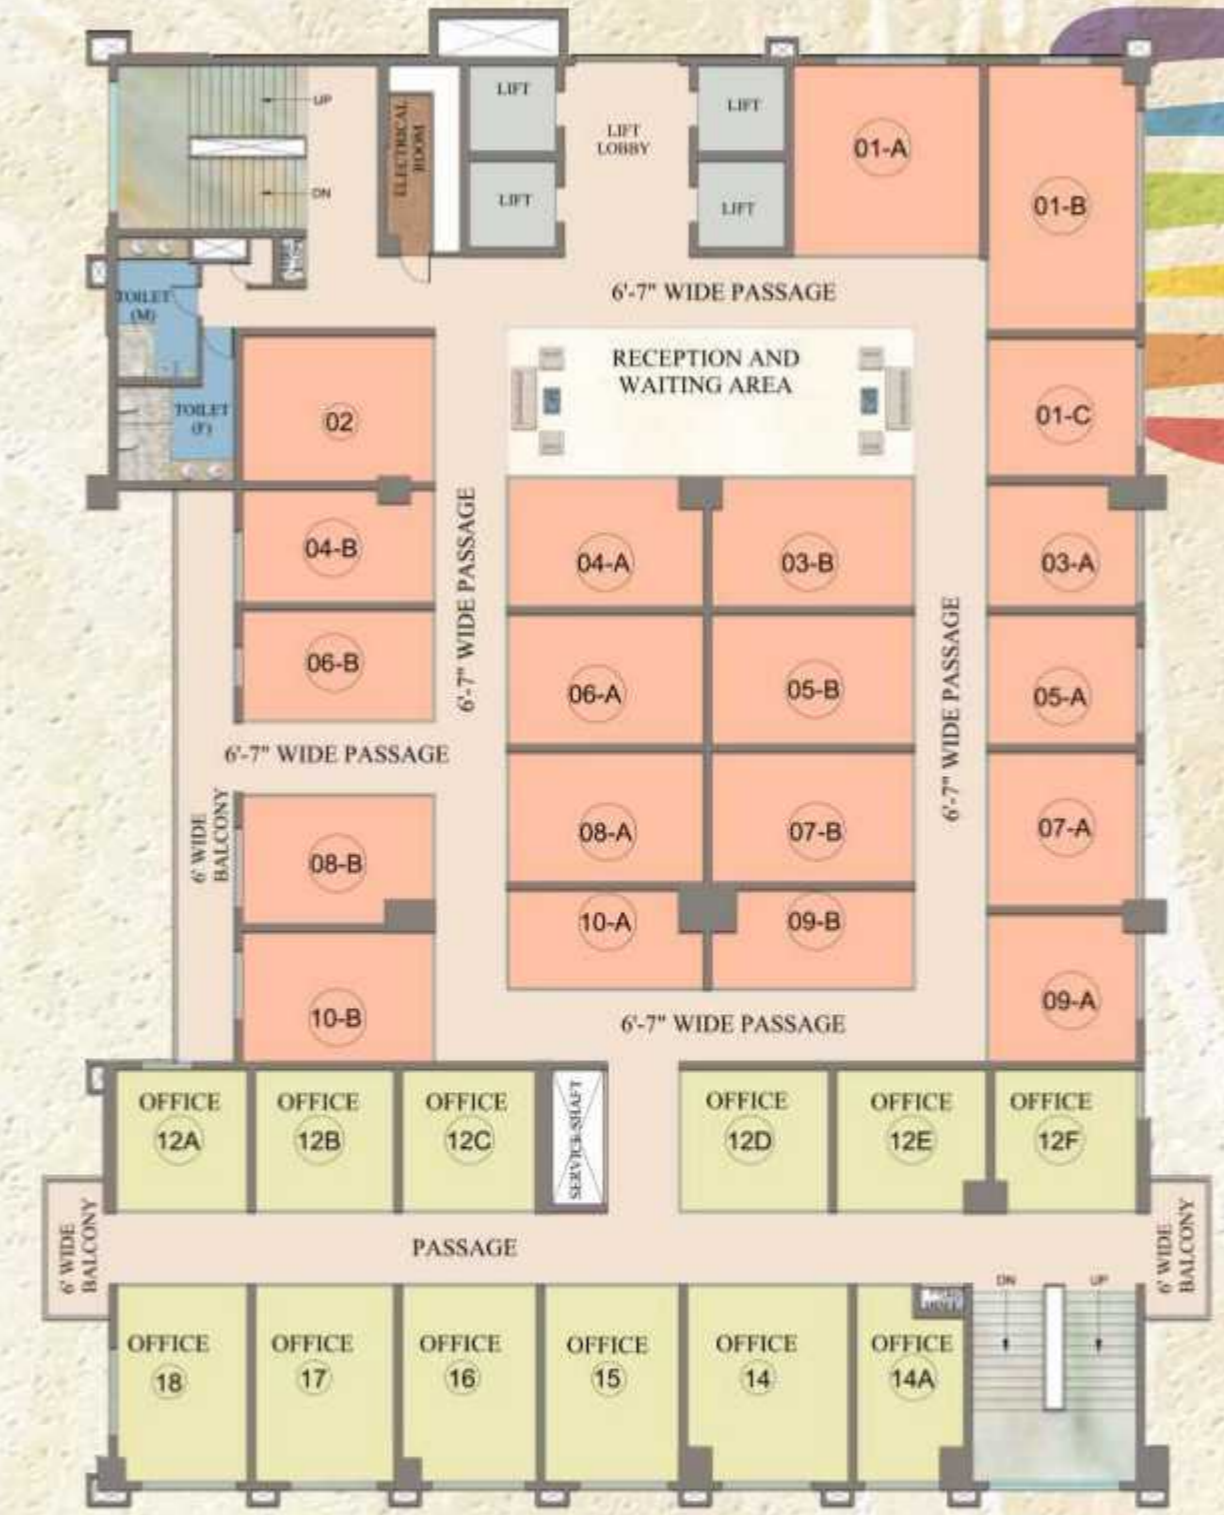 UP
DN
ELECTRICAL
ROOM
LIFT
LIFT
LIFT
LOBBY
LIFT
LIFT
01-A
01-B
6'-7" WIDE PASSAGE
TOILET
(M)
RECEPTION AND
WAITING AREA
TOILET
(F)
02
01-C
04-B
04-A
03-B
03-A
6'-7" WIDE PASSAGE
6'-7" WIDE PASSAGE
06-B
06-A
05-B
05-A
6'-7" WIDE PASSAGE
6' WIDE
BALCONY
08-B
08-A
07-B
07-A
10-A
09-B
10-B
09-A
6'-7" WIDE PASSAGE
OFFICE
12A
OFFICE
12B
OFFICE
12C
SERVICE SHAFT
OFFICE
12D
OFFICE
12E
OFFICE
12F
6' WIDE
BALCONY
PASSAGE
6' WIDE
BALCONY
DN
UP
OFFICE
18
OFFICE
17
OFFICE
16
OFFICE
15
OFFICE
14
OFFICE
14A